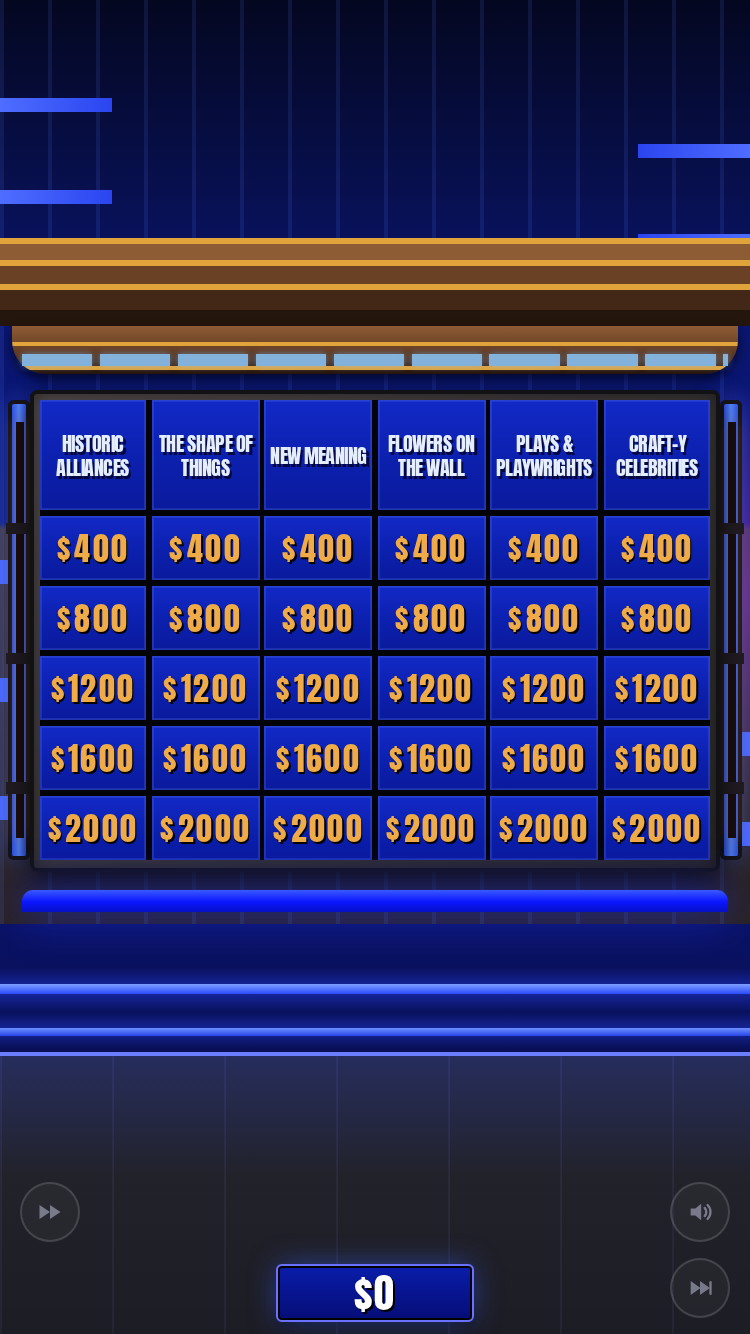 HISTORIC
ALLIANCES
THE SHAPE OF
THINGS
NEW MEANING
FLOWERS ON
THE WALL
PLAYS &
PLAYWRIGHTS
CRAFT-Y
CELEBRITIES
$400 $400 $400 $400 $400 $400
$800 $800 $800 $800 $800 $800
$1200 $1200 $1200 $1200 $1200 $1200
$1600 $1600 $1600 $1600 $1600 $1600
$2000 $2000 $2000 $2000 $2000 $2000
$0